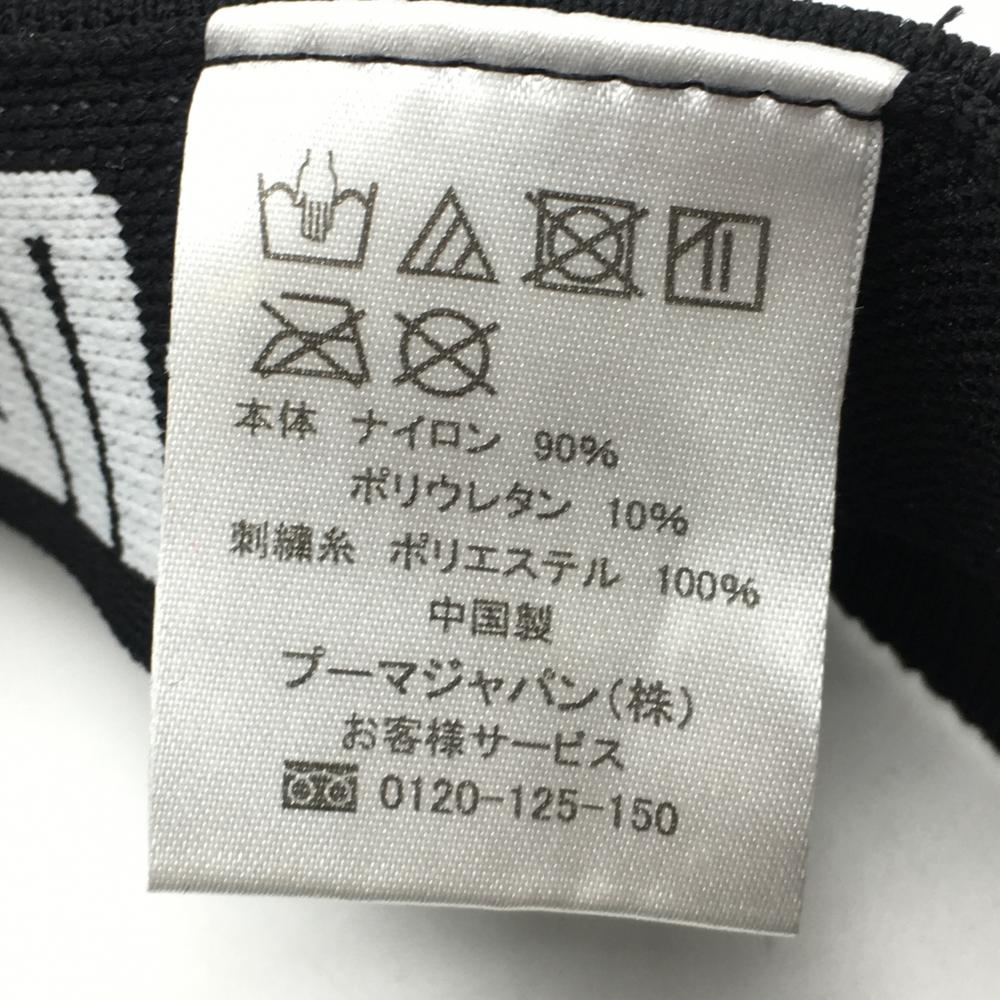 本体 ナイロン 90%
ポリウレタン 10%
刺繍糸 ポリエステル 100%
中国製
プーマジャパン(株)
お客様サービス
0120-125-150